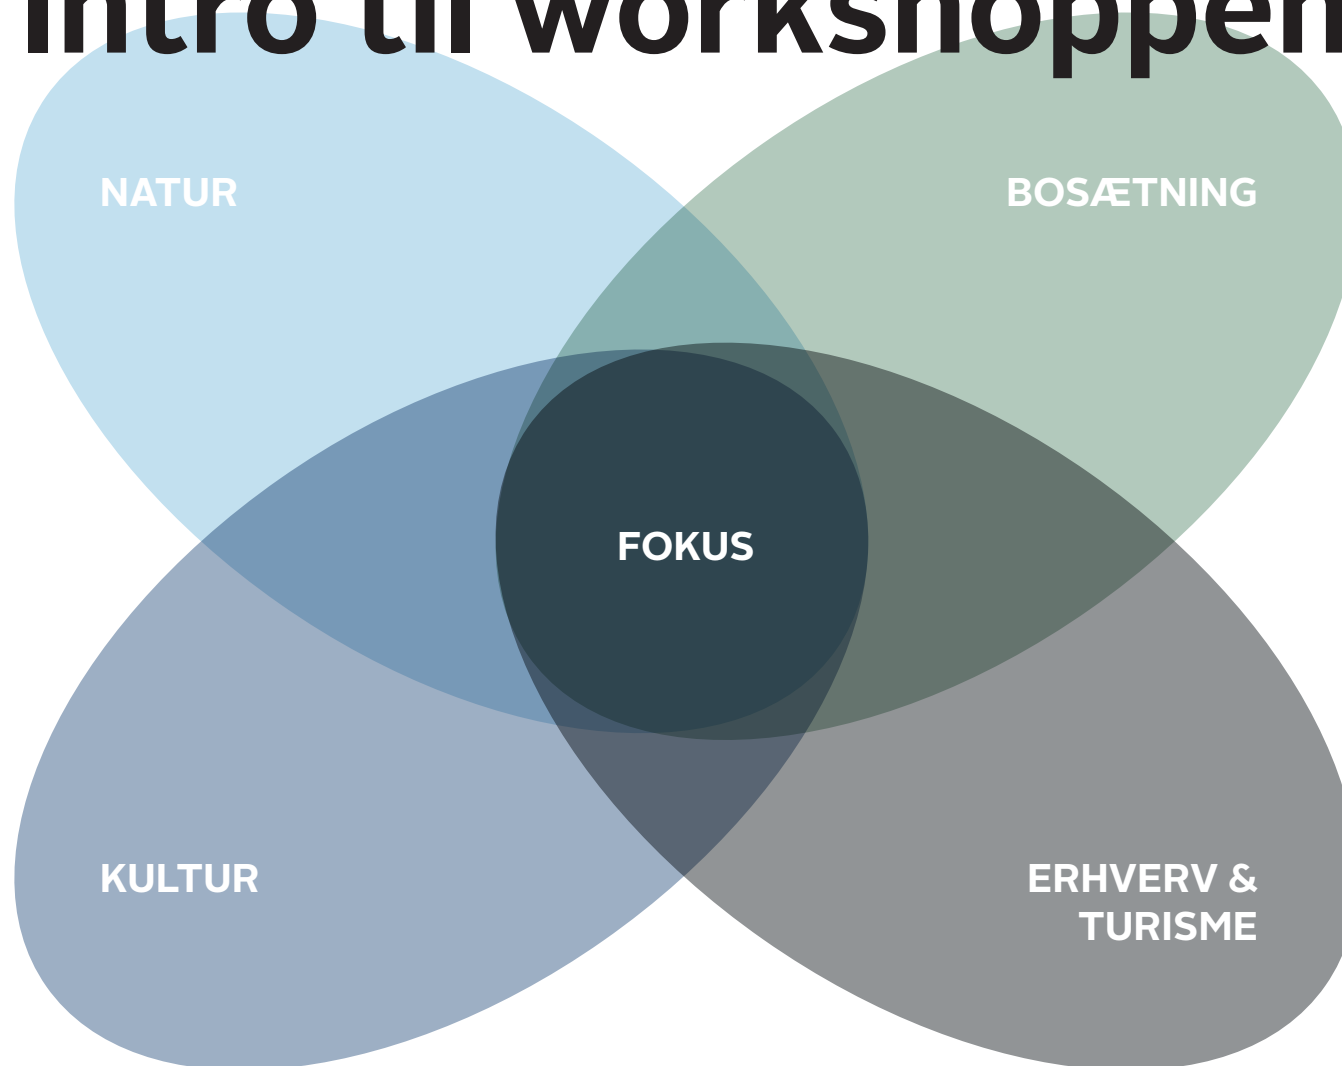 Intro til workshoppen
NATUR
BOSÆTNING
FOKUS
KULTUR
ERHVERV &
TURISME